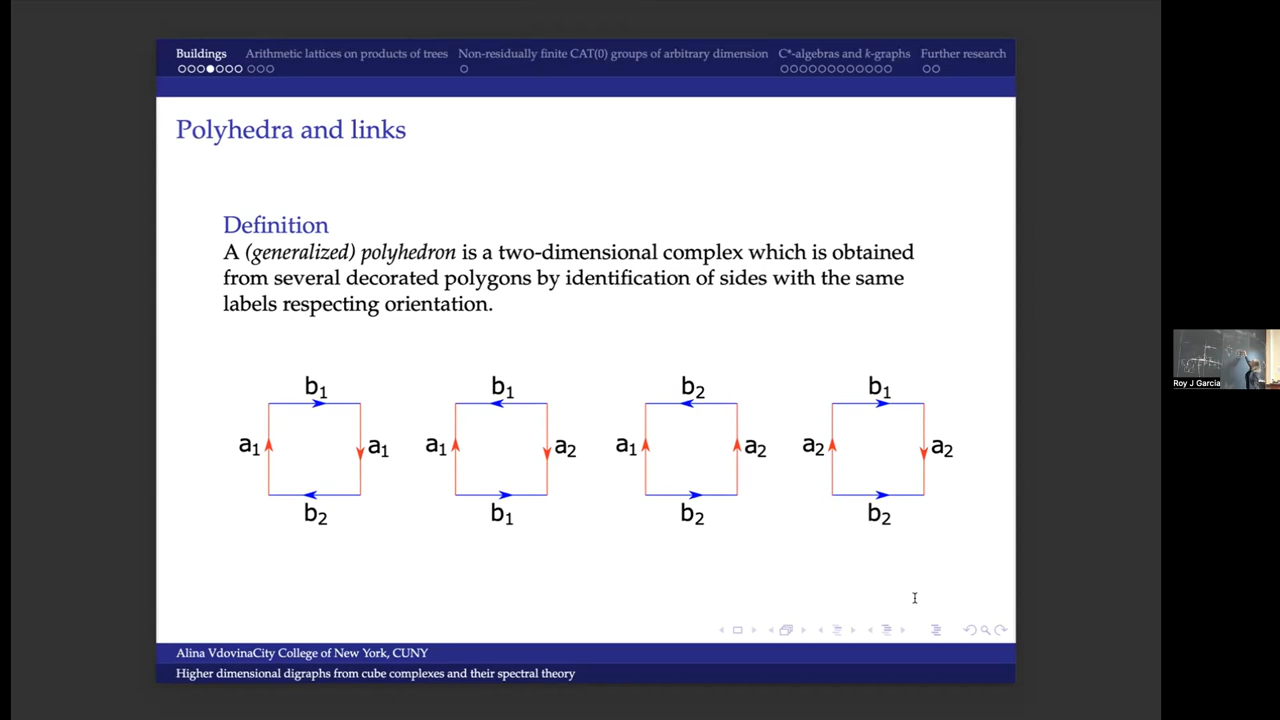 Buildings Arithmetic lattices on products of trees Non-residually finite CAT(0) groups of arbitrary dimension C*-algebras and k-graphs Further research
Polyhedra and links
Definition
A (generalized) polyhedron is a two-dimensional complex which is obtained
from several decorated polygons by identification of sides with the same
labels respecting orientation.
b₁ b₁ b₂ b₁
a₁ a₁ a₁ a₂ a₁ a₂ a₂ a₂
b₂ b₁ b₂ b₂
Roy J Garcia
Alina VdovinaCity College of New York, CUNY
Higher dimensional digraphs from cube complexes and their spectral theory